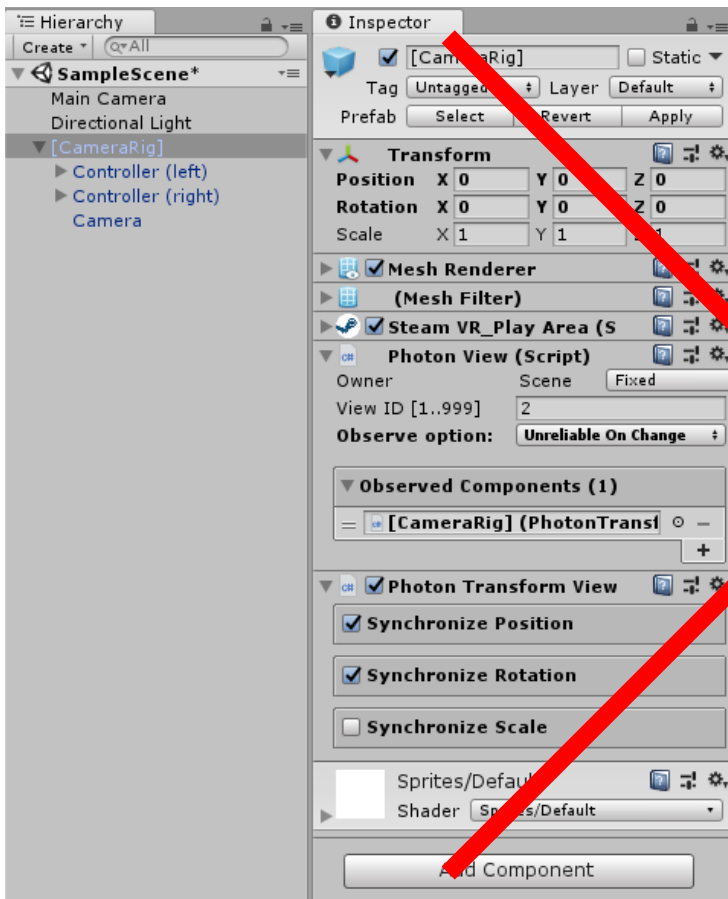 Hierarchy
Create
All
SampleScene*
Main Camera
Directional Light
[CameraRig]
Controller (left)
Controller (right)
Camera
Inspector
Static
Tag Untagged Layer Default
Prefab Select Revert Apply
Transform
Position X 0 Y 0 Z 0
Rotation X 0 Y 0 Z 0
Scale X 1 Y 1 1
Mesh Renderer
(Mesh Filter)
Steam VR_Play Area (S
Photon View (Script)
Owner Scene Fixed
View ID [1..999] 2
Observe option: Unreliable On Change
Observed Components (1)
[CameraRig] (PhotonTransf
Photon Transform View
Synchronize Position
Synchronize Rotation
Synchronize Scale
Shader /Default
Component